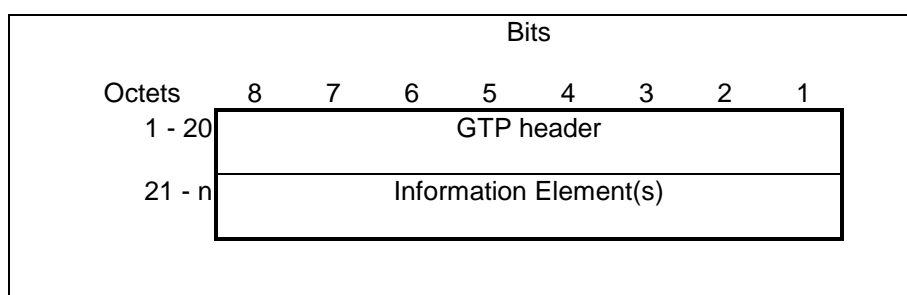 Bits
Octets 8 7 6 5 4 3 2 1
1 - 20 GTP header
21 - n Information Element(s)